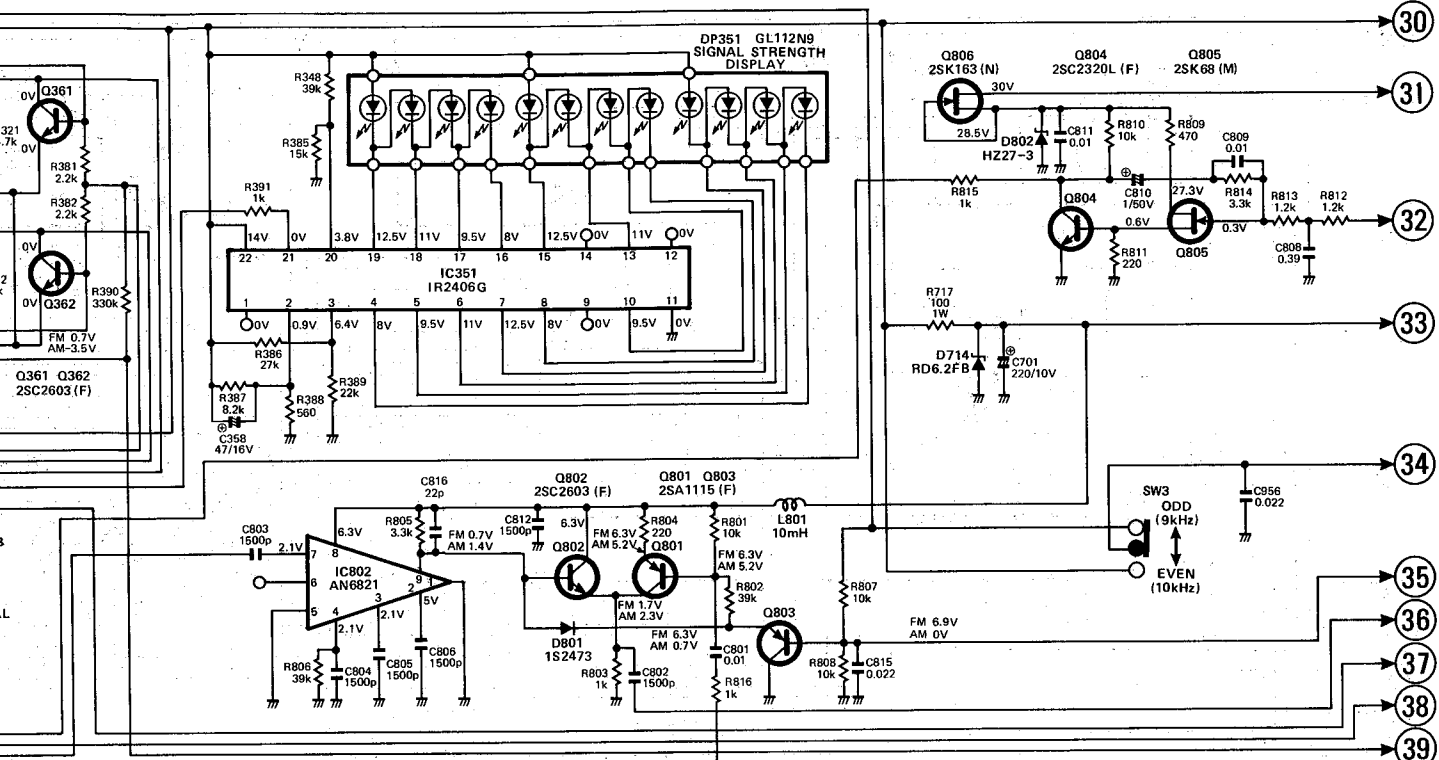 DP351 GL112N9
SIGNAL STRENGTH
DISPLAY
Q806
2SK163 (N)
Q804
2SC2320L (F)
Q805
2SK68 (M)
30
31
32
33
34
35
36
37
38
39
30V
28.5V
D802
HZ27-3
C811
0.01
R810
10k
R809
470
C809
0.01
R814
3.3k
R813
1.2k
R812
1.2k
C808
0.39
C810
1/50V
27.3V
0.6V
0.3V
Q804
Q805
R811
220
R815
1k
R348
39k
R385
15k
R391
1k
Q361
0V
0V
321
.7k
R381
2.2k
R382
2.2k
0V
0V
Q362
R390
330k
FM 0.7V
AM-3.5V
Q361 Q362
2SC2603 (F)
14V
0V
3.8V
12.5V
11V
9.5V
8V
12.5V
0V
11V
0V
22
21
20
19
18
17
16
15
14
13
12
IC351
IR2406G
1
2
3
4
5
6
7
8
9
10
11
0V
0.9V
6.4V
8V
9.5V
11V
12.5V
8V
0V
9.5V
0V
R386
27k
R387
8.2k
C358
47/16V
R388
560
R389
22k
R717
100
1W
D714
RD6.2FB
C701
220/10V
C956
0.022
SW3
ODD
(9kHz)
EVEN
(10kHz)
C803
1500p
2.1V
7
6
5
8
6.3V
IC802
AN6821
4
3
2
9
1
2.1V
2.1V
5V
R805
3.3k
C816
22p
FM 0.7V
AM 1.4V
C812
1500p
Q802
2SC2603 (F)
Q801 Q803
2SA1115 (F)
6.3V
Q802
FM 6.3V
AM 5.2V
R804
220
Q801
R801
10k
FM 6.3V
AM 5.2V
L801
10mH
R802
39k
FM 1.7V
AM 2.3V
D801
1S2473
FM 6.3V
AM 0.7V
Q803
R807
10k
FM 6.9V
AM 0V
R808
10k
C815
0.022
R806
39k
C804
1500p
C805
1500p
C806
1500p
R803
1k
C802
1500p
C801
0.01
R816
1k